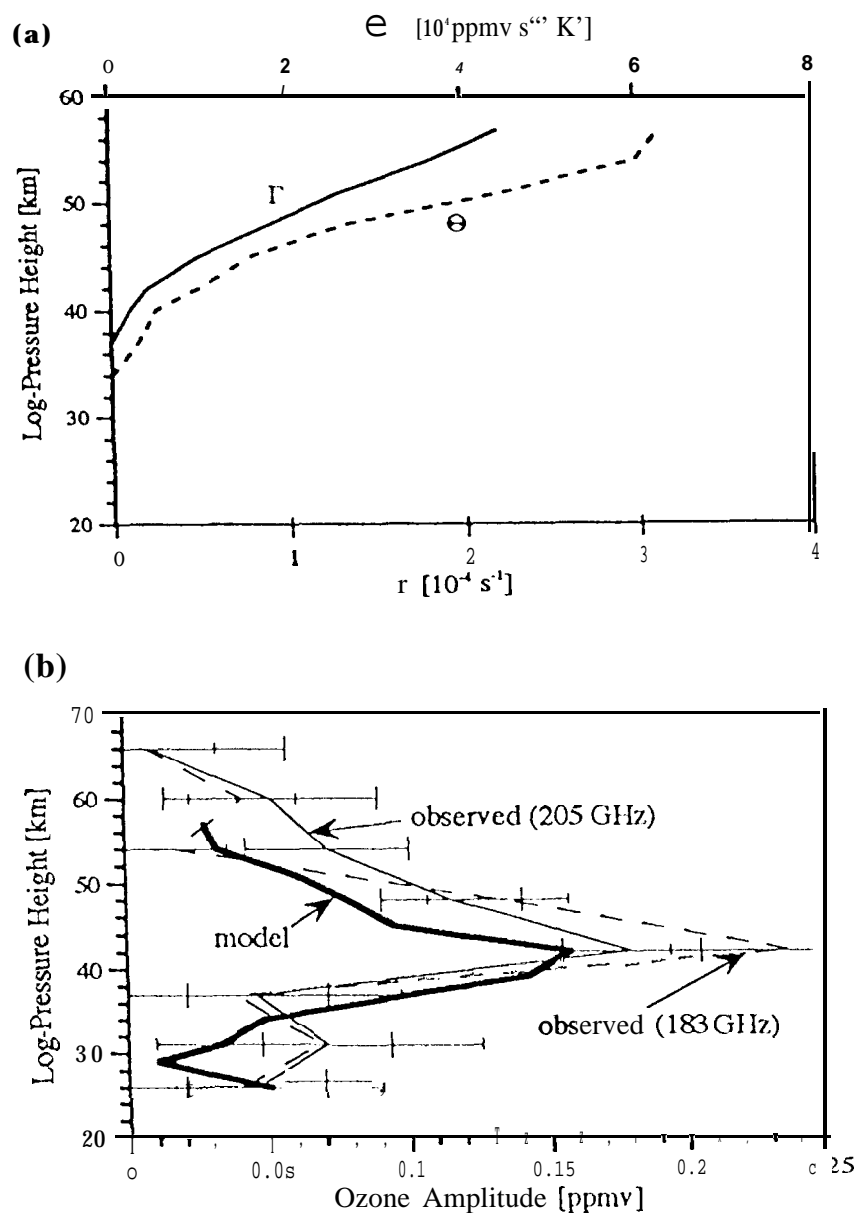 (a)
e [10⁴ppmv s“’ K’]
0 2 4 6 8
60
50
40
30
20
Log-Pressure Height [km]
Γ
Θ
0 1 2 3 4
r [10⁻⁴ s⁻¹]
(b)
70
60
50
40
30
20
Log-Pressure Height [km]
observed (205 GHz)
model
observed (183 GHz)
o 0.0s 0.1 0.15 0.2 c 25
Ozone Amplitude [ppmv]